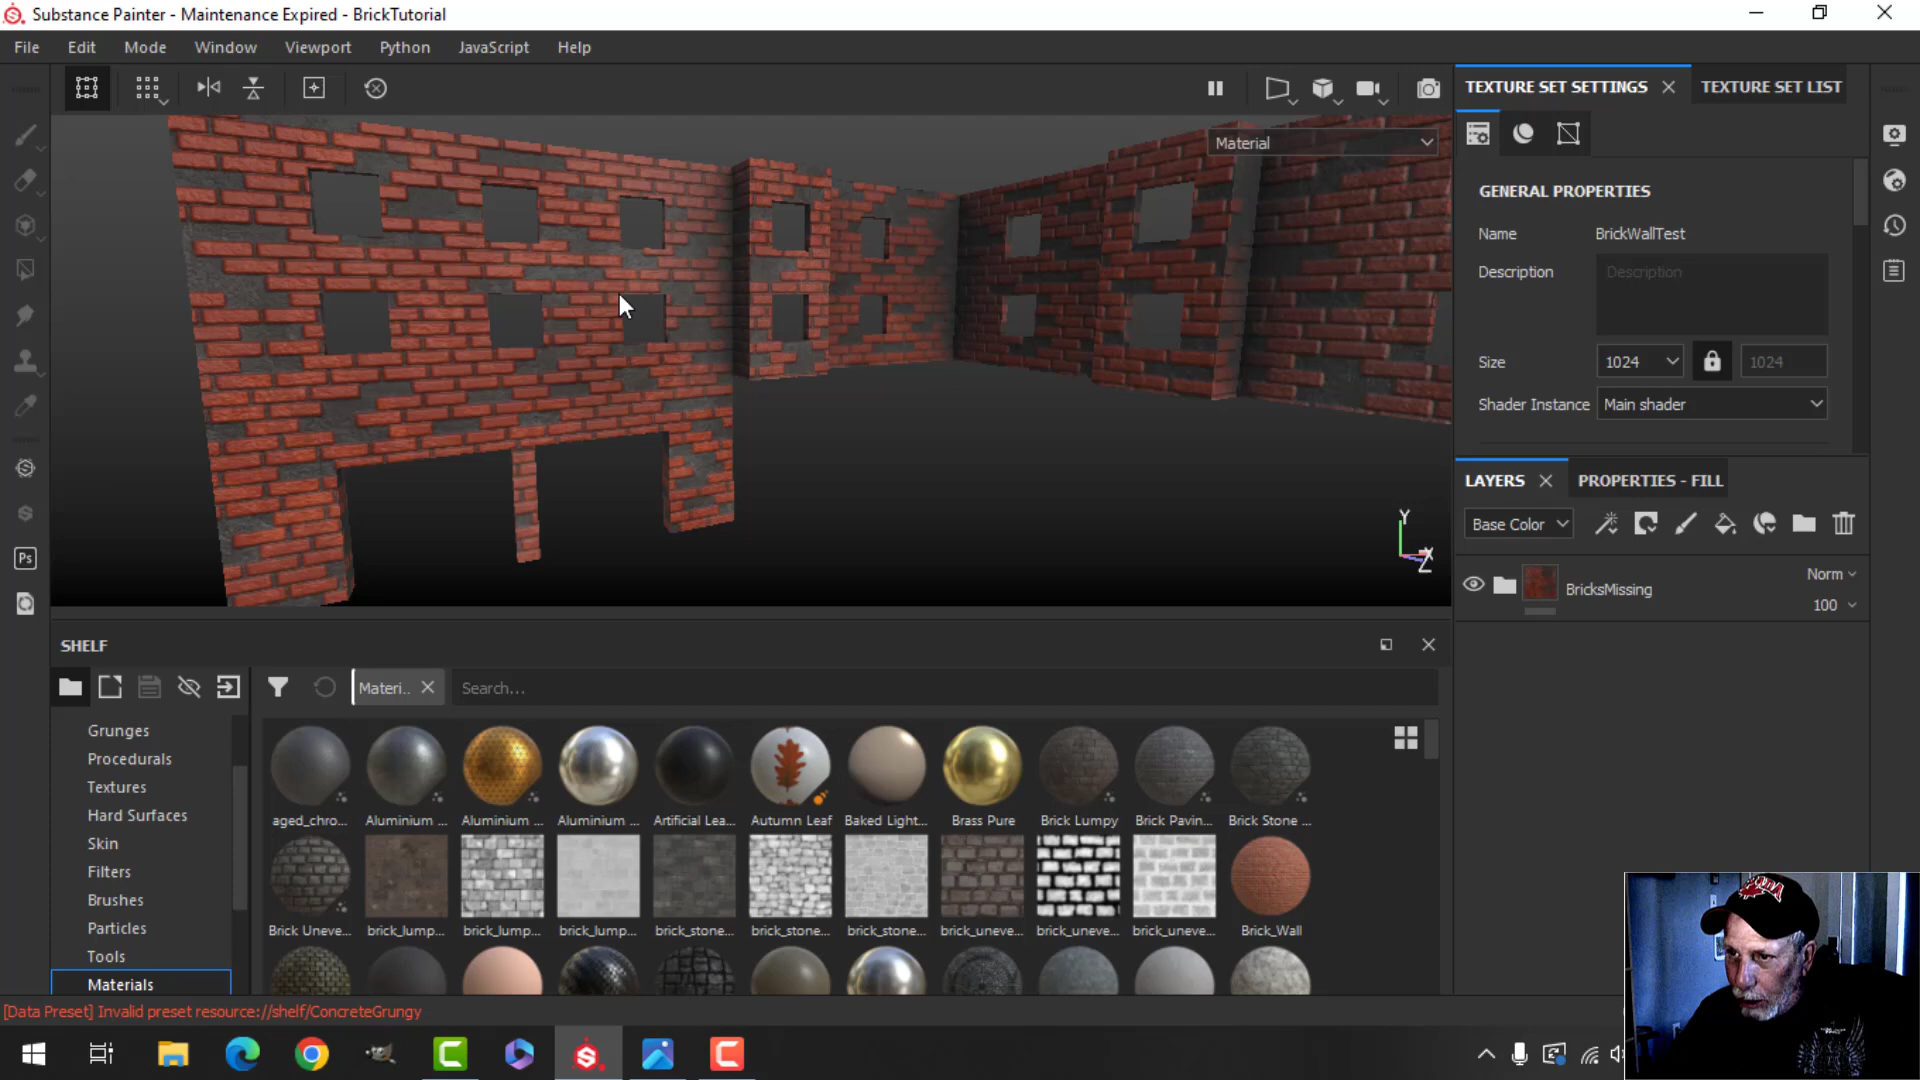 Substance Painter - Maintenance Expired - BrickTutorial
File Edit Mode Window Viewport Python JavaScript Help
TEXTURE SET SETTINGS
TEXTURE SET LIST
Material
GENERAL PROPERTIES
Name BrickWallTest
Description Description
Size 1024 1024
Shader Instance Main shader
Y
X
Z
LAYERS
PROPERTIES - FILL
Base Color
BricksMissing
Norm
100
SHELF
Materi..
Search...
Grunges
Procedurals
Textures
Hard Surfaces
Skin
Filters
Brushes
Particles
Tools
Materials
aged_chro... Aluminium ... Aluminium ... Aluminium ... Artificial Lea... Autumn Leaf Baked Light... Brass Pure Brick Lumpy Brick Pavin... Brick Stone ...
Brick Uneve... brick_lump... brick_lump... brick_lump... brick_stone... brick_stone... brick_stone... brick_uneve... brick_uneve... brick_uneve... Brick_Wall
[Data Preset] Invalid preset resource://shelf/ConcreteGrungy
Ps